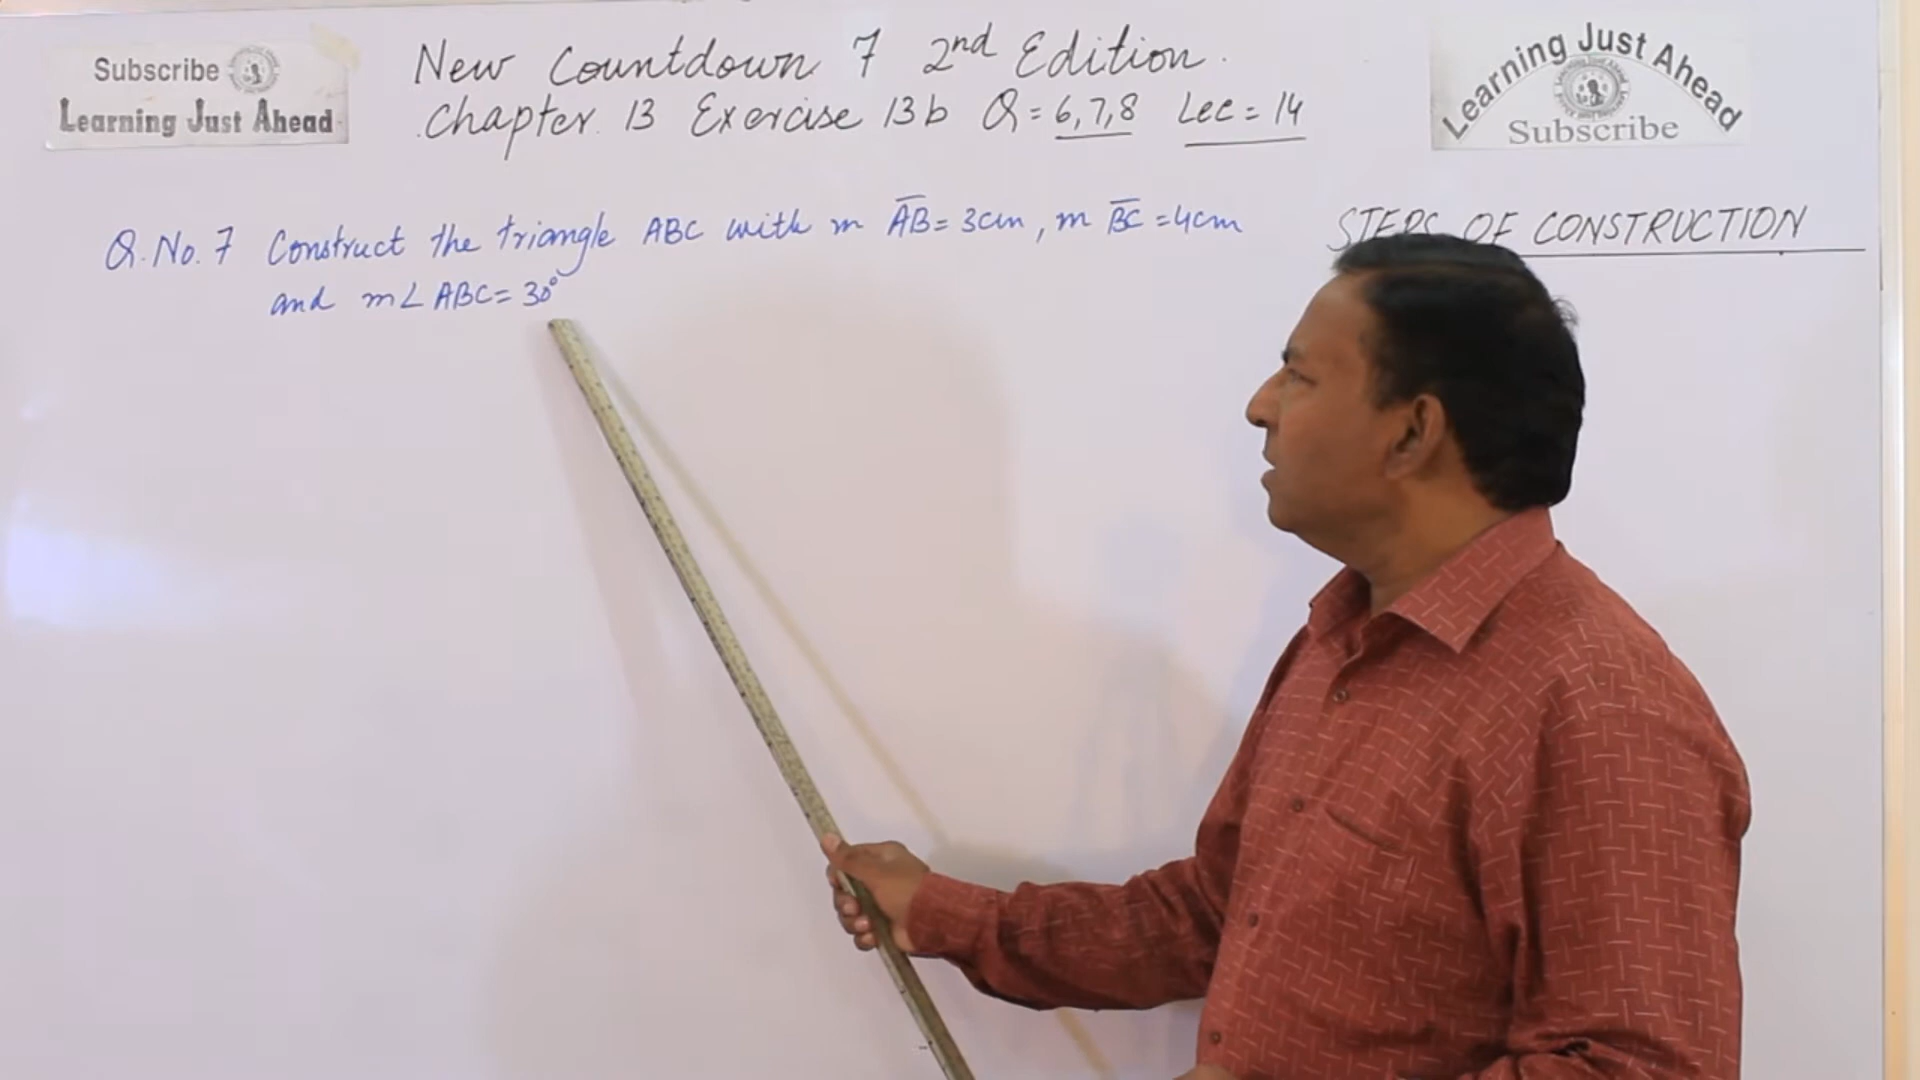 Subscribe
Learning Just Ahead
New Countdown 7 2nd Edition.
Chapter 13 Exercise 13b Q = 6,7,8 Lec = 14
Learning Just Ahead
Subscribe
Q.No.7 Construct the triangle ABC with m AB = 3cm, m BC = 4cm
and m∠ABC = 30°
STEPS OF CONSTRUCTION